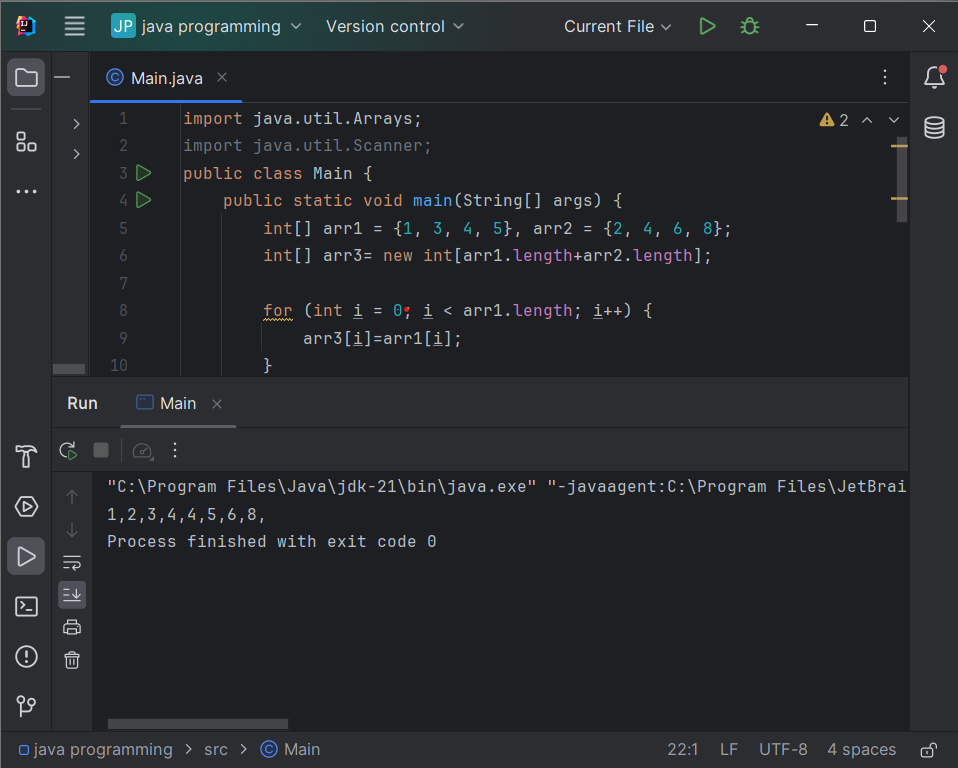 JP java programming Version control Current File
Main.java
1 import java.util.Arrays;
2 import java.util.Scanner;
3 public class Main {
4 public static void main(String[] args) {
5 int[] arr1 = {1, 3, 4, 5}, arr2 = {2, 4, 6, 8};
6 int[] arr3= new int[arr1.length+arr2.length];
7
8 for (int i = 0; i < arr1.length; i++) {
9 arr3[i]=arr1[i];
10 }
2
Run Main
"C:\Program Files\Java\jdk-21\bin\java.exe" "-javaagent:C:\Program Files\JetBrai
1,2,3,4,4,5,6,8,
Process finished with exit code 0
java programming > src > Main 22:1 LF UTF-8 4 spaces